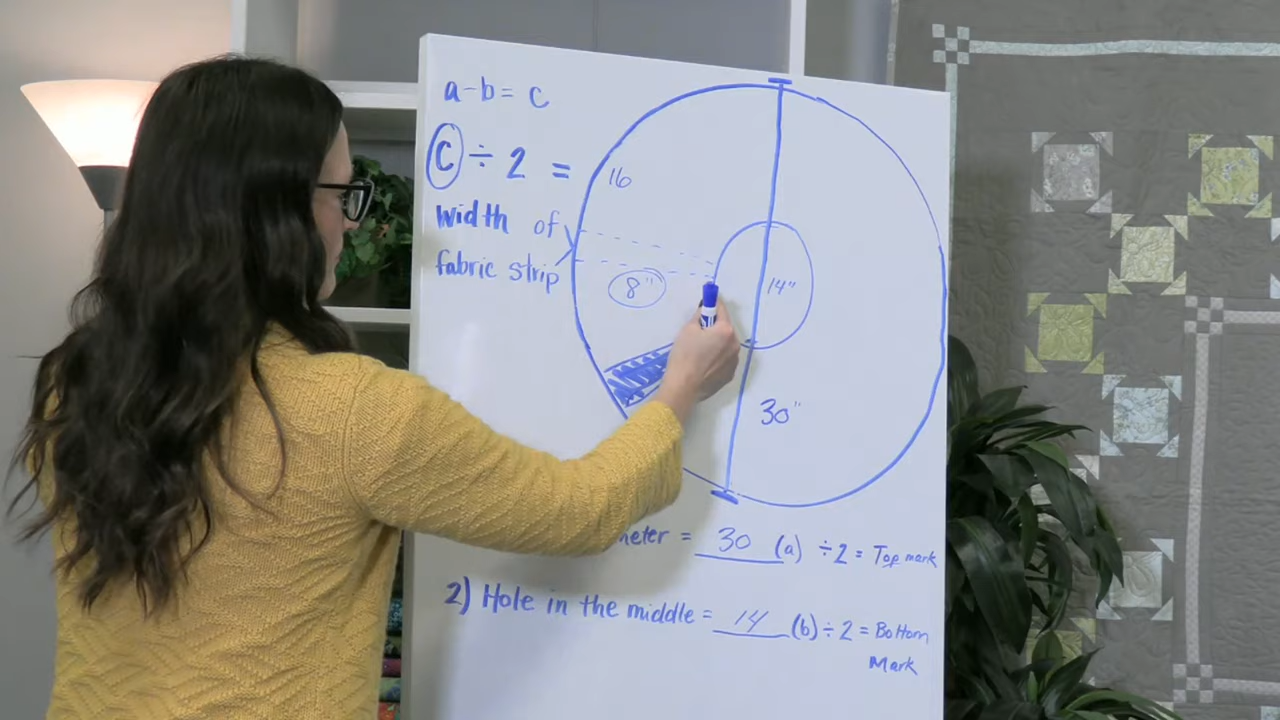 a-b = c
C ÷ 2 =
width of
fabric strip
16
8"
14"
30"
meter = 30 (a) ÷2 = Top mark
2) Hole in the middle = 14 (b) ÷ 2 = Bottom
Mark